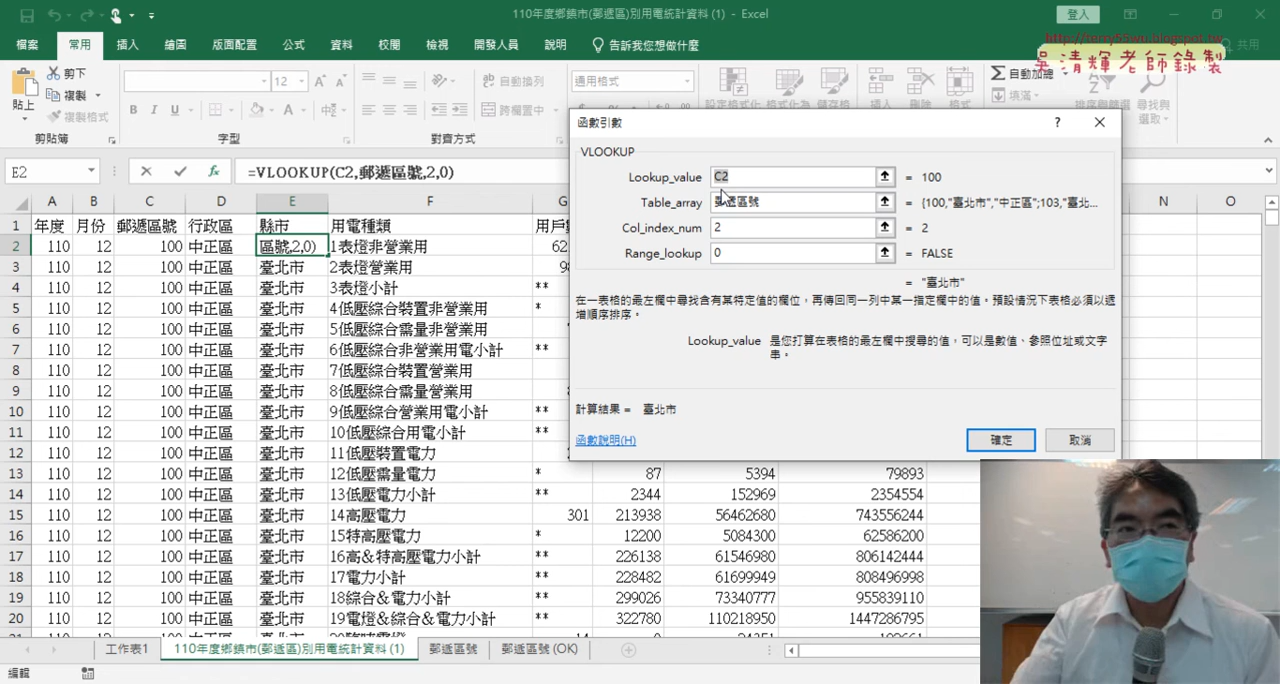 110年度鄉鎮市(郵遞區)別用電統計資料 (1) - Excel
登入
檔案 常用 插入 繪圖 版面配置 公式 資料 校閱 檢視 開發人員 說明 告訴我您想做什麼 共用
http://terry55wu.blogspot.tw
吳清輝老師錄製
貼上 剪下 複製 複製格式
12 A A
B I U
自動換列
跨欄置中
通用格式
插入 刪除 格式
自動加總
填滿
尋找與選取
剪貼簿 字型 對齊方式
E2 =VLOOKUP(C2,郵遞區號,2,0)
函數引數 ?
VLOOKUP
Lookup_value C2 = 100
Table_array 郵遞區號 = {100,"臺北市","中正區";103,"臺北...
Col_index_num 2 = 2
Range_lookup 0 = FALSE
= "臺北市"
在一表格的最左欄中尋找含有某特定值的欄位，再傳回同一列中某一指定欄中的值。預設情況下表格必須以遞
增順序排序。
Lookup_value 是您打算在表格的最左欄中搜尋的值，可以是數值、參照位址或文字
串。
計算結果 = 臺北市
函數說明(H)
確定 取消
A B C D E F G N O
1 年度 月份 郵遞區號 行政區 縣市 用電種類
2 110 12 100 中正區 區號,2,0) 1表燈非營業用 62
3 110 12 100 中正區 臺北市 2表燈營業用
4 110 12 100 中正區 臺北市 3表燈小計 **
5 110 12 100 中正區 臺北市 4低壓綜合裝置非營業用 *
6 110 12 100 中正區 臺北市 5低壓綜合需量非營業用
7 110 12 100 中正區 臺北市 6低壓綜合非營業用電小計 **
8 110 12 100 中正區 臺北市 7低壓綜合裝置營業用
9 110 12 100 中正區 臺北市 8低壓綜合需量營業用
10 110 12 100 中正區 臺北市 9低壓綜合營業用電小計 **
11 110 12 100 中正區 臺北市 10低壓綜合用電小計 **
12 110 12 100 中正區 臺北市 11低壓裝置電力
13 110 12 100 中正區 臺北市 12低壓需量電力 * 87 5394 79893
14 110 12 100 中正區 臺北市 13低壓電力小計 ** 2344 152969 2354554
15 110 12 100 中正區 臺北市 14高壓電力 301 213938 56462680 743556244
16 110 12 100 中正區 臺北市 15特高壓電力 * 12200 5084300 62586200
17 110 12 100 中正區 臺北市 16高&特高壓電力小計 ** 226138 61546980 806142444
18 110 12 100 中正區 臺北市 17電力小計 ** 228482 61699949 808496998
19 110 12 100 中正區 臺北市 18綜合&電力小計 ** 299026 73340777 955839110
20 110 12 100 中正區 臺北市 19電燈&綜合&電力小計 ** 322780 110218950 1447286795
工作表1 110年度鄉鎮市(郵遞區)別用電統計資料 (1) 郵遞區號 郵遞區號 (OK)
編輯